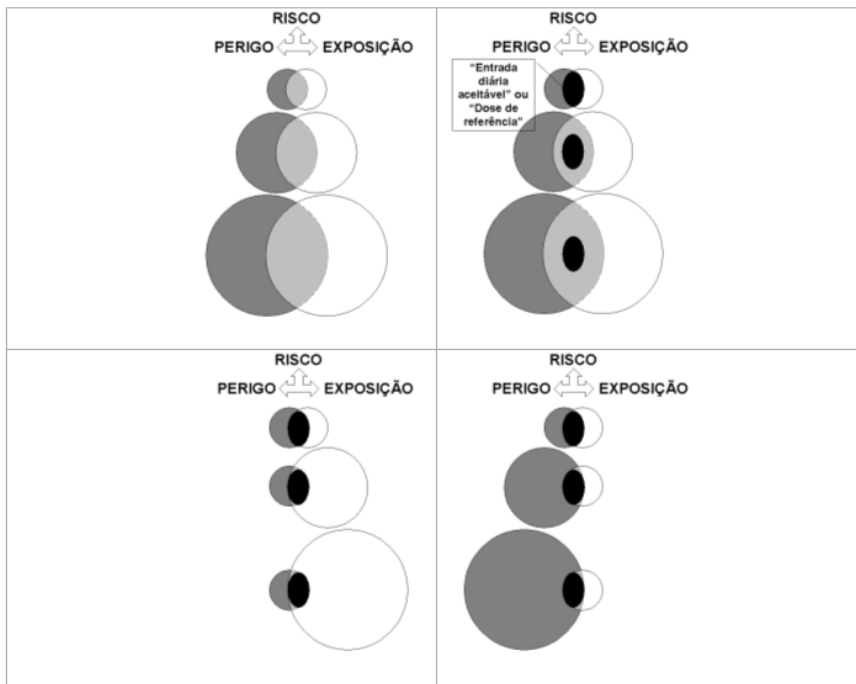 RISCO
PERIGO EXPOSIÇÃO
RISCO
PERIGO EXPOSIÇÃO
"Entrada
diária
aceitável" ou
"Dose de
referência"
RISCO
PERIGO EXPOSIÇÃO
RISCO
PERIGO EXPOSIÇÃO